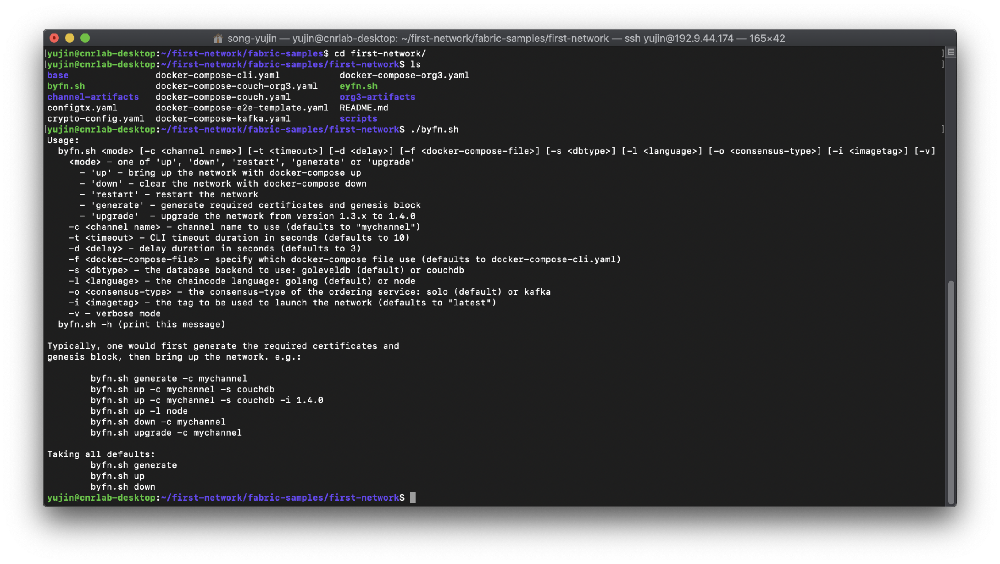 song-yujin — yujin@cnrlab-desktop: ~/first-network/fabric-samples/first-network — ssh yujin@192.9.44.174 — 165×42
[yujin@cnrlab-desktop:~/first-network/fabric-samples$ cd first-network/ ]
[yujin@cnrlab-desktop:~/first-network/fabric-samples/first-network$ ls ]
base                docker-compose-cli.yaml           docker-compose-org3.yaml
byfn.sh             docker-compose-couch-org3.yaml    eyfn.sh
channel-artifacts   docker-compose-couch.yaml         org3-artifacts
configtx.yaml       docker-compose-e2e-template.yaml  README.md
crypto-config.yaml  docker-compose-kafka.yaml         scripts
[yujin@cnrlab-desktop:~/first-network/fabric-samples/first-network$ ./byfn.sh ]
Usage:
  byfn.sh <mode> [-c <channel name>] [-t <timeout>] [-d <delay>] [-f <docker-compose-file>] [-s <dbtype>] [-l <language>] [-o <consensus-type>] [-i <imagetag>] [-v]
    <mode> - one of 'up', 'down', 'restart', 'generate' or 'upgrade'
      - 'up' - bring up the network with docker-compose up
      - 'down' - clear the network with docker-compose down
      - 'restart' - restart the network
      - 'generate' - generate required certificates and genesis block
      - 'upgrade'  - upgrade the network from version 1.3.x to 1.4.0
    -c <channel name> - channel name to use (defaults to "mychannel")
    -t <timeout> - CLI timeout duration in seconds (defaults to 10)
    -d <delay> - delay duration in seconds (defaults to 3)
    -f <docker-compose-file> - specify which docker-compose file use (defaults to docker-compose-cli.yaml)
    -s <dbtype> - the database backend to use: goleveldb (default) or couchdb
    -l <language> - the chaincode language: golang (default) or node
    -o <consensus-type> - the consensus-type of the ordering service: solo (default) or kafka
    -i <imagetag> - the tag to be used to launch the network (defaults to "latest")
    -v - verbose mode
  byfn.sh -h (print this message)

Typically, one would first generate the required certificates and
genesis block, then bring up the network. e.g.:

        byfn.sh generate -c mychannel
        byfn.sh up -c mychannel -s couchdb
        byfn.sh up -c mychannel -s couchdb -i 1.4.0
        byfn.sh up -l node
        byfn.sh down -c mychannel
        byfn.sh upgrade -c mychannel

Taking all defaults:
        byfn.sh generate
        byfn.sh up
        byfn.sh down
yujin@cnrlab-desktop:~/first-network/fabric-samples/first-network$